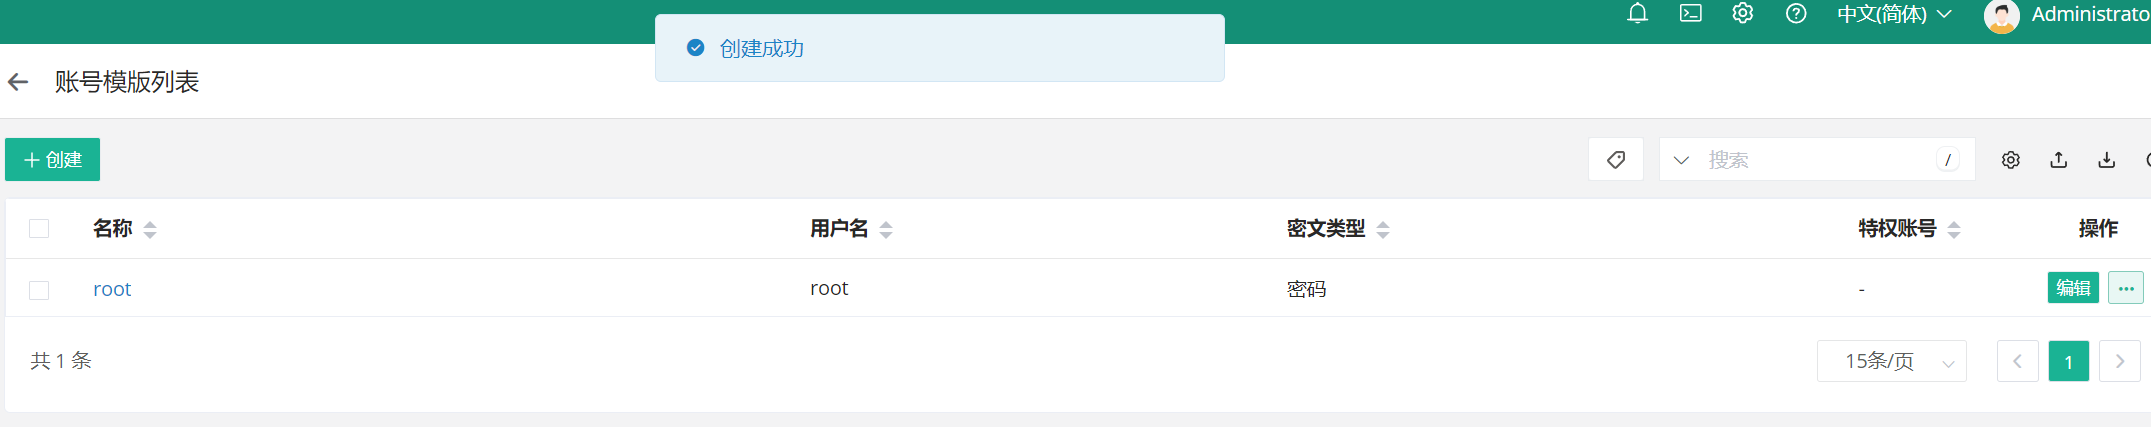 中文(简体)
Administrato
创建成功
账号模版列表
创建
搜索
/
名称 用户名 密文类型 特权账号 操作
root root 密码 - 编辑
共 1 条
15条/页
1